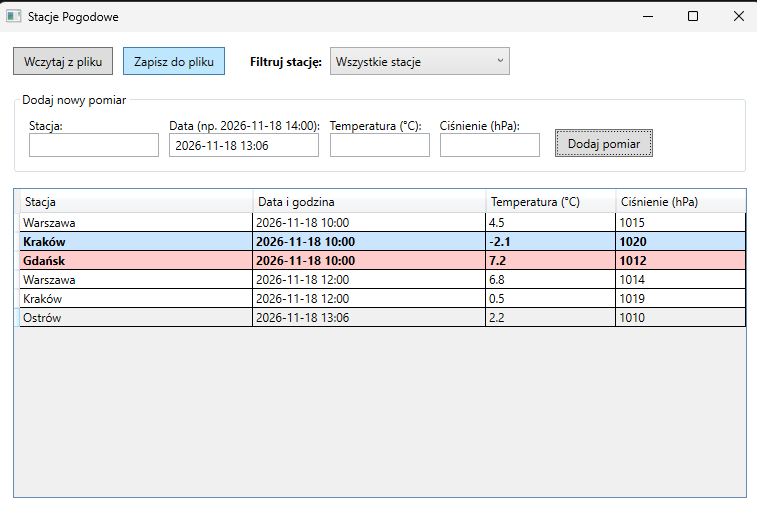 Stacje Pogodowe
Wczytaj z pliku Zapisz do pliku Filtruj stację: Wszystkie stacje
Dodaj nowy pomiar
Stacja: Data (np. 2026-11-18 14:00): Temperatura (°C): Ciśnienie (hPa):
2026-11-18 13:06 Dodaj pomiar
Stacja Data i godzina Temperatura (°C) Ciśnienie (hPa)
Warszawa 2026-11-18 10:00 4.5 1015
Kraków 2026-11-18 10:00 -2.1 1020
Gdańsk 2026-11-18 10:00 7.2 1012
Warszawa 2026-11-18 12:00 6.8 1014
Kraków 2026-11-18 12:00 0.5 1019
Ostrów 2026-11-18 13:06 2.2 1010